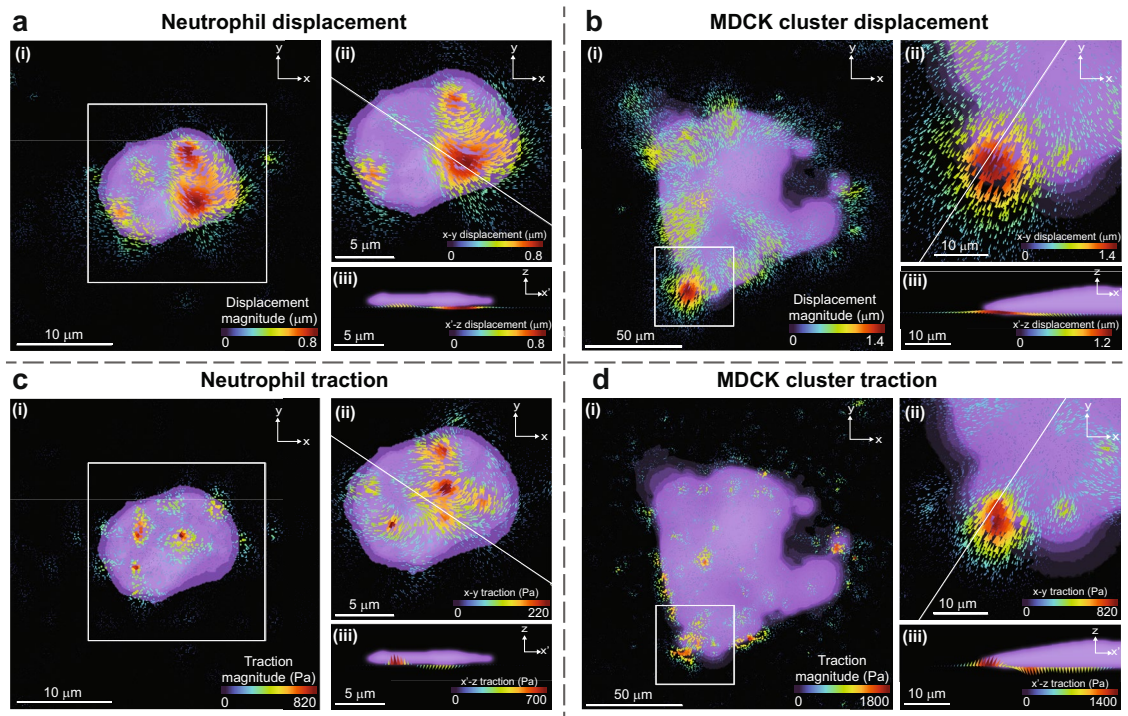 a Neutrophil displacement
(i)
y
x
Displacement
magnitude (μm)
10 μm
0 0.8
(ii)
y
x
x-y displacement (μm)
5 μm
0 0.8
(iii)
z
x'
x'-z displacement (μm)
5 μm
0 0.8
b MDCK cluster displacement
(i)
y
x
Displacement
magnitude (μm)
50 μm
0 1.4
(ii)
y
x
x-y displacement (μm)
10 μm
0 1.4
(iii)
z
x'
x'-z displacement (μm)
10 μm
0 1.2
c Neutrophil traction
(i)
y
x
Traction
magnitude (Pa)
10 μm
0 820
(ii)
y
x
x-y traction (Pa)
5 μm
0 220
(iii)
z
x'
x'-z traction (Pa)
5 μm
0 700
d MDCK cluster traction
(i)
y
x
Traction
magnitude (Pa)
50 μm
0 1800
(ii)
y
x
x-y traction (Pa)
10 μm
0 820
(iii)
z
x'
x'-z traction (Pa)
10 μm
0 1400